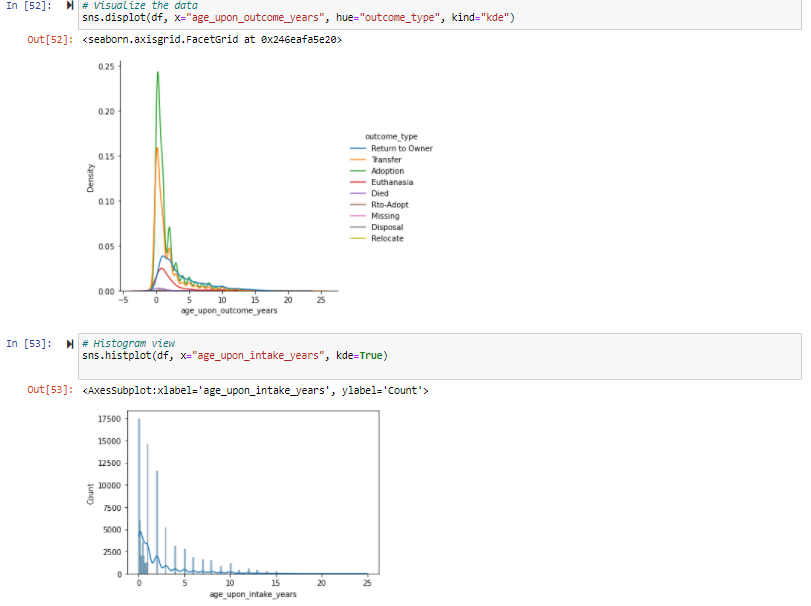 In [52]: # Visualize the data
sns.displot(df, x="age_upon_outcome_years", hue="outcome_type", kind="kde")
Out[52]: <seaborn.axisgrid.FacetGrid at 0x246eafa5e20>
0.25
0.20
0.15
0.10
0.05
0.00
Density
-5 0 5 10 15 20 25
age_upon_outcome_years
outcome_type
Return to Owner
Transfer
Adoption
Euthanasia
Died
Rto-Adopt
Missing
Disposal
Relocate
In [53]: # Histogram view
sns.histplot(df, x="age_upon_intake_years", kde=True)
Out[53]: <AxesSubplot:xlabel='age_upon_intake_years', ylabel='Count'>
17500
15000
12500
10000
7500
5000
2500
0
Count
0 5 10 15 20 25
age_upon_intake_years